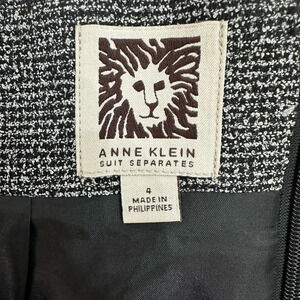 ANNE KLEIN
SUIT SEPARATES
4
MADE IN
PHILIPPINES